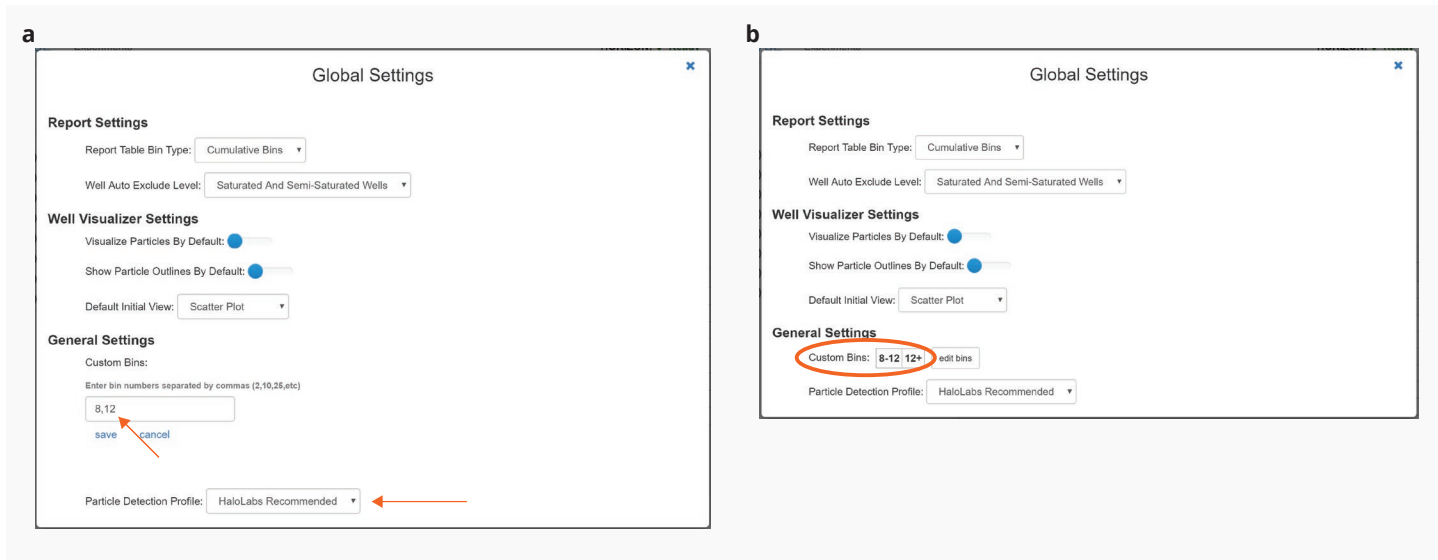 a
Global Settings
×
Report Settings
Report Table Bin Type: Cumulative Bins
Well Auto Exclude Level: Saturated And Semi-Saturated Wells
Well Visualizer Settings
Visualize Particles By Default:
Show Particle Outlines By Default:
Default Initial View: Scatter Plot
General Settings
Custom Bins:
Enter bin numbers separated by commas (2,10,25,etc)
8,12
save cancel
Particle Detection Profile: HaloLabs Recommended
b
Global Settings
×
Report Settings
Report Table Bin Type: Cumulative Bins
Well Auto Exclude Level: Saturated And Semi-Saturated Wells
Well Visualizer Settings
Visualize Particles By Default:
Show Particle Outlines By Default:
Default Initial View: Scatter Plot
General Settings
Custom Bins: 8-12 12+ edit bins
Particle Detection Profile: HaloLabs Recommended